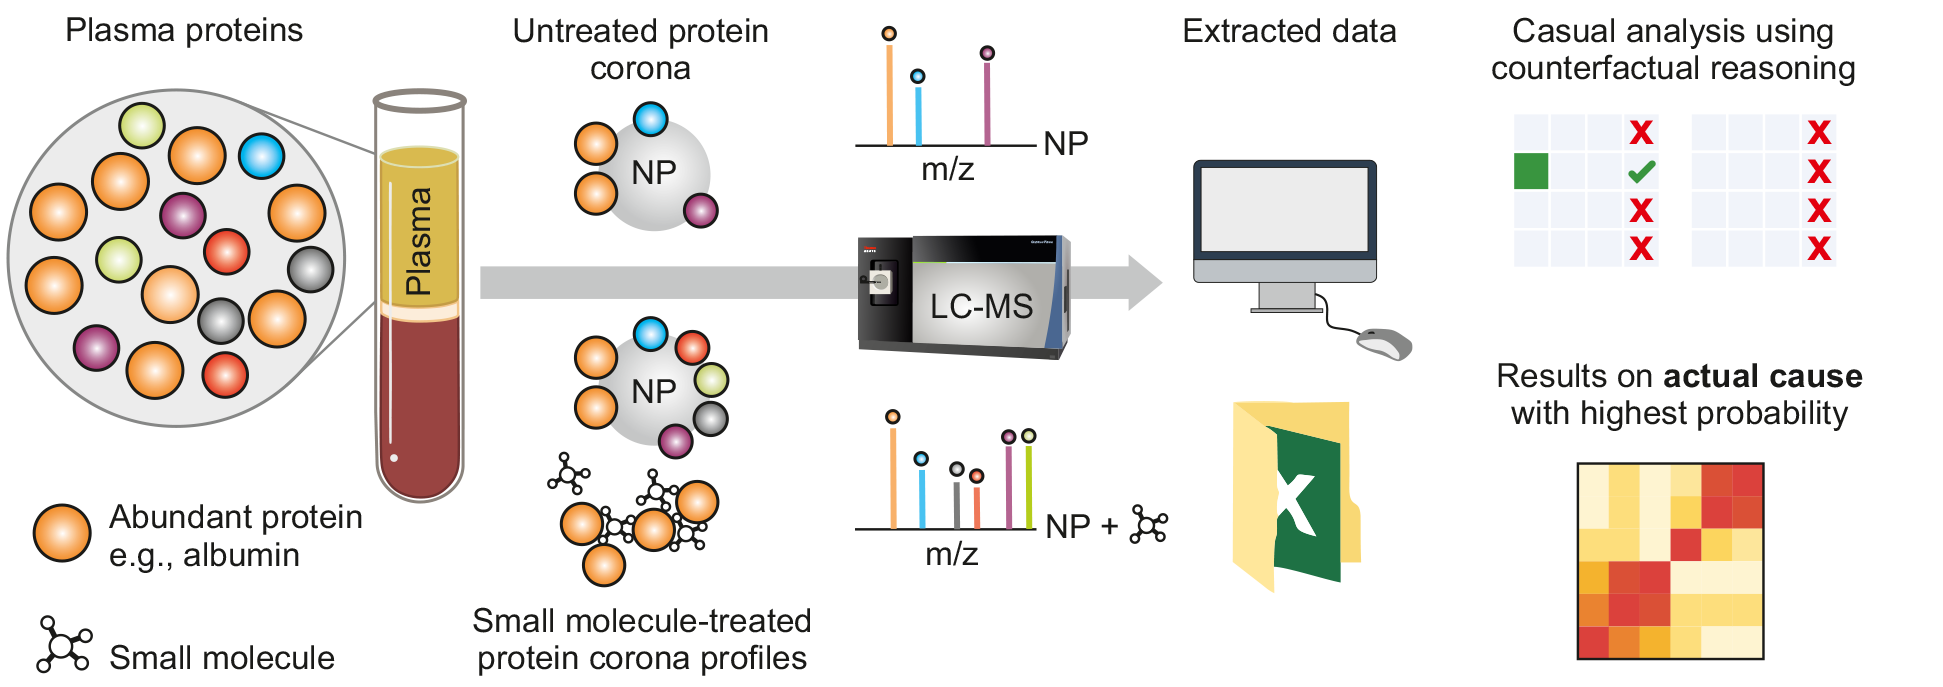 Plasma proteins
Plasma
Abundant protein
e.g., albumin
Small molecule
Untreated protein
corona
NP
NP
Small molecule-treated
protein corona profiles
m/z
NP
LC-MS
m/z
NP +
Extracted data
X
Casual analysis using
counterfactual reasoning
X X
X
X X
X X
Results on actual cause
with highest probability